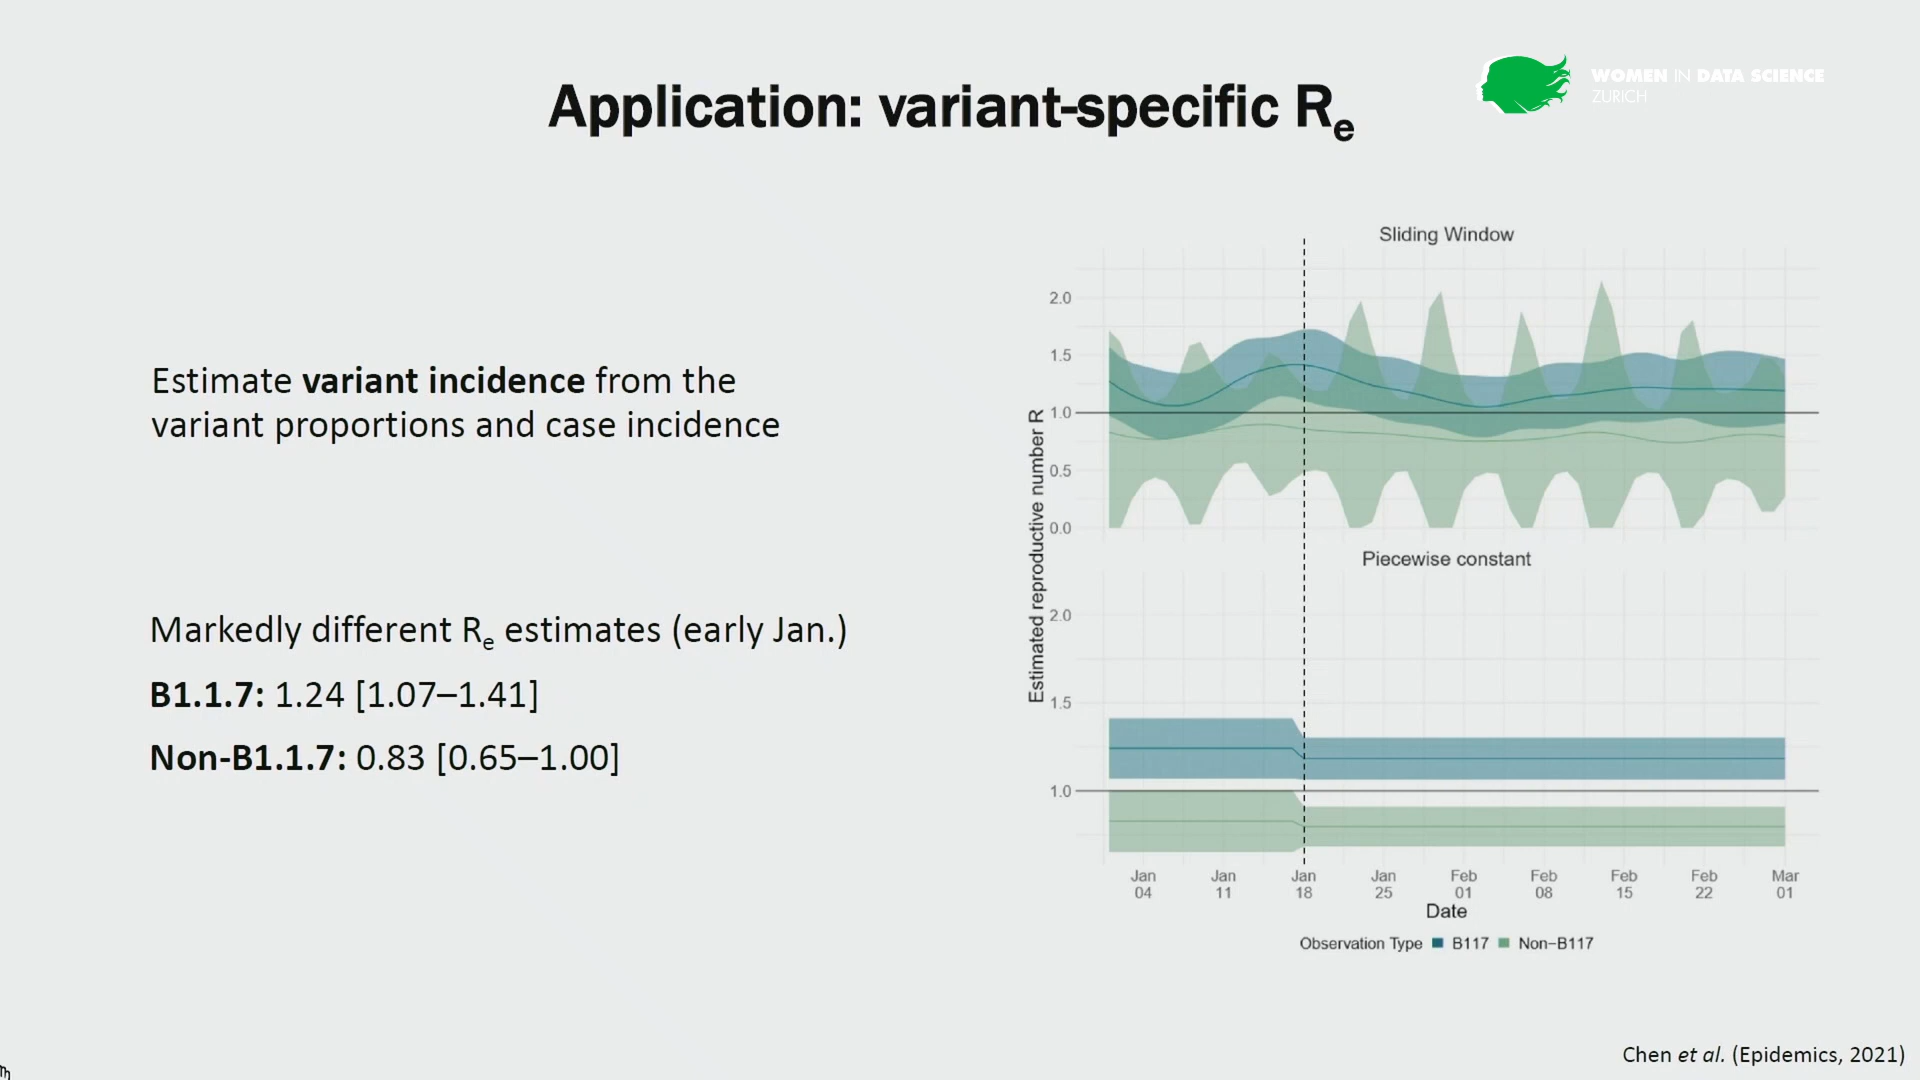 Application: variant-specific Re
WOMEN IN DATA SCIENCE
ZURICH
Estimate variant incidence from the
variant proportions and case incidence
Markedly different Re estimates (early Jan.)
B1.1.7: 1.24 [1.07–1.41]
Non-B1.1.7: 0.83 [0.65–1.00]
Estimated reproductive number R
Sliding Window
2.0
1.5
1.0
0.5
0.0
Piecewise constant
2.0
1.5
1.0
Jan 04 Jan 11 Jan 18 Jan 25 Feb 01 Feb 08 Feb 15 Feb 22 Mar 01
Date
Observation Type B117 Non−B117
Chen et al. (Epidemics, 2021)